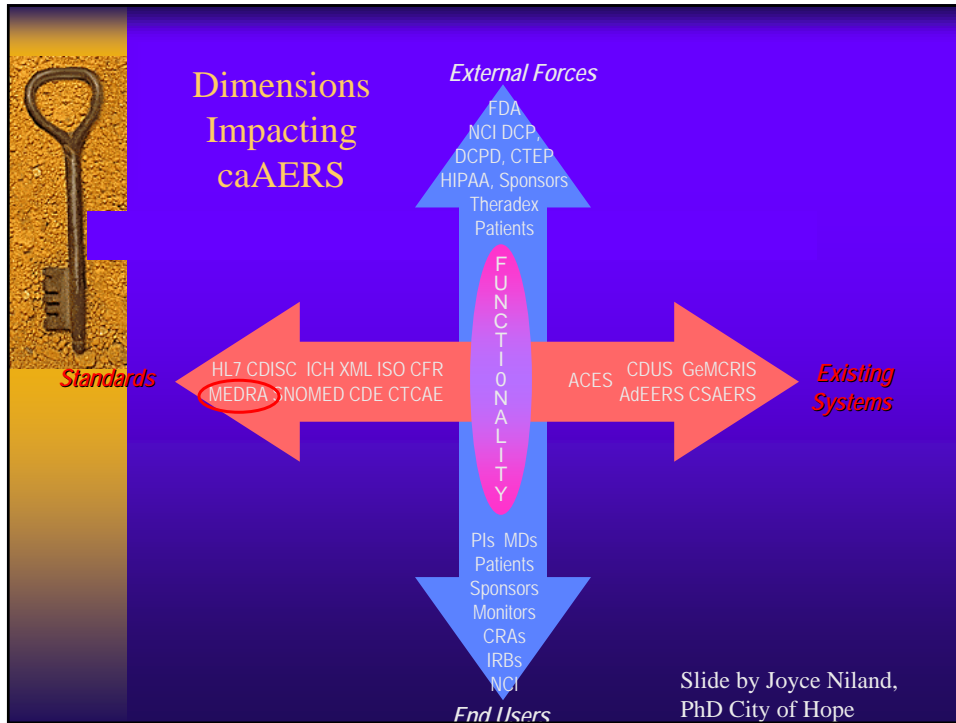 Dimensions
Impacting
caAERS
External Forces
FDA
NCI DCP,
DCPD, CTEP
HIPAA, Sponsors
Theradex
Patients
FUNCTI0NALITY
Standards
HL7 CDISC ICH XML ISO CFR
MEDRA SNOMED CDE CTCAE
ACES
CDUS GeMCRIS
AdEERS CSAERS
Existing
Systems
PIs MDs
Patients
Sponsors
Monitors
CRAs
IRBs
NCI
End Users
Slide by Joyce Niland,
PhD City of Hope